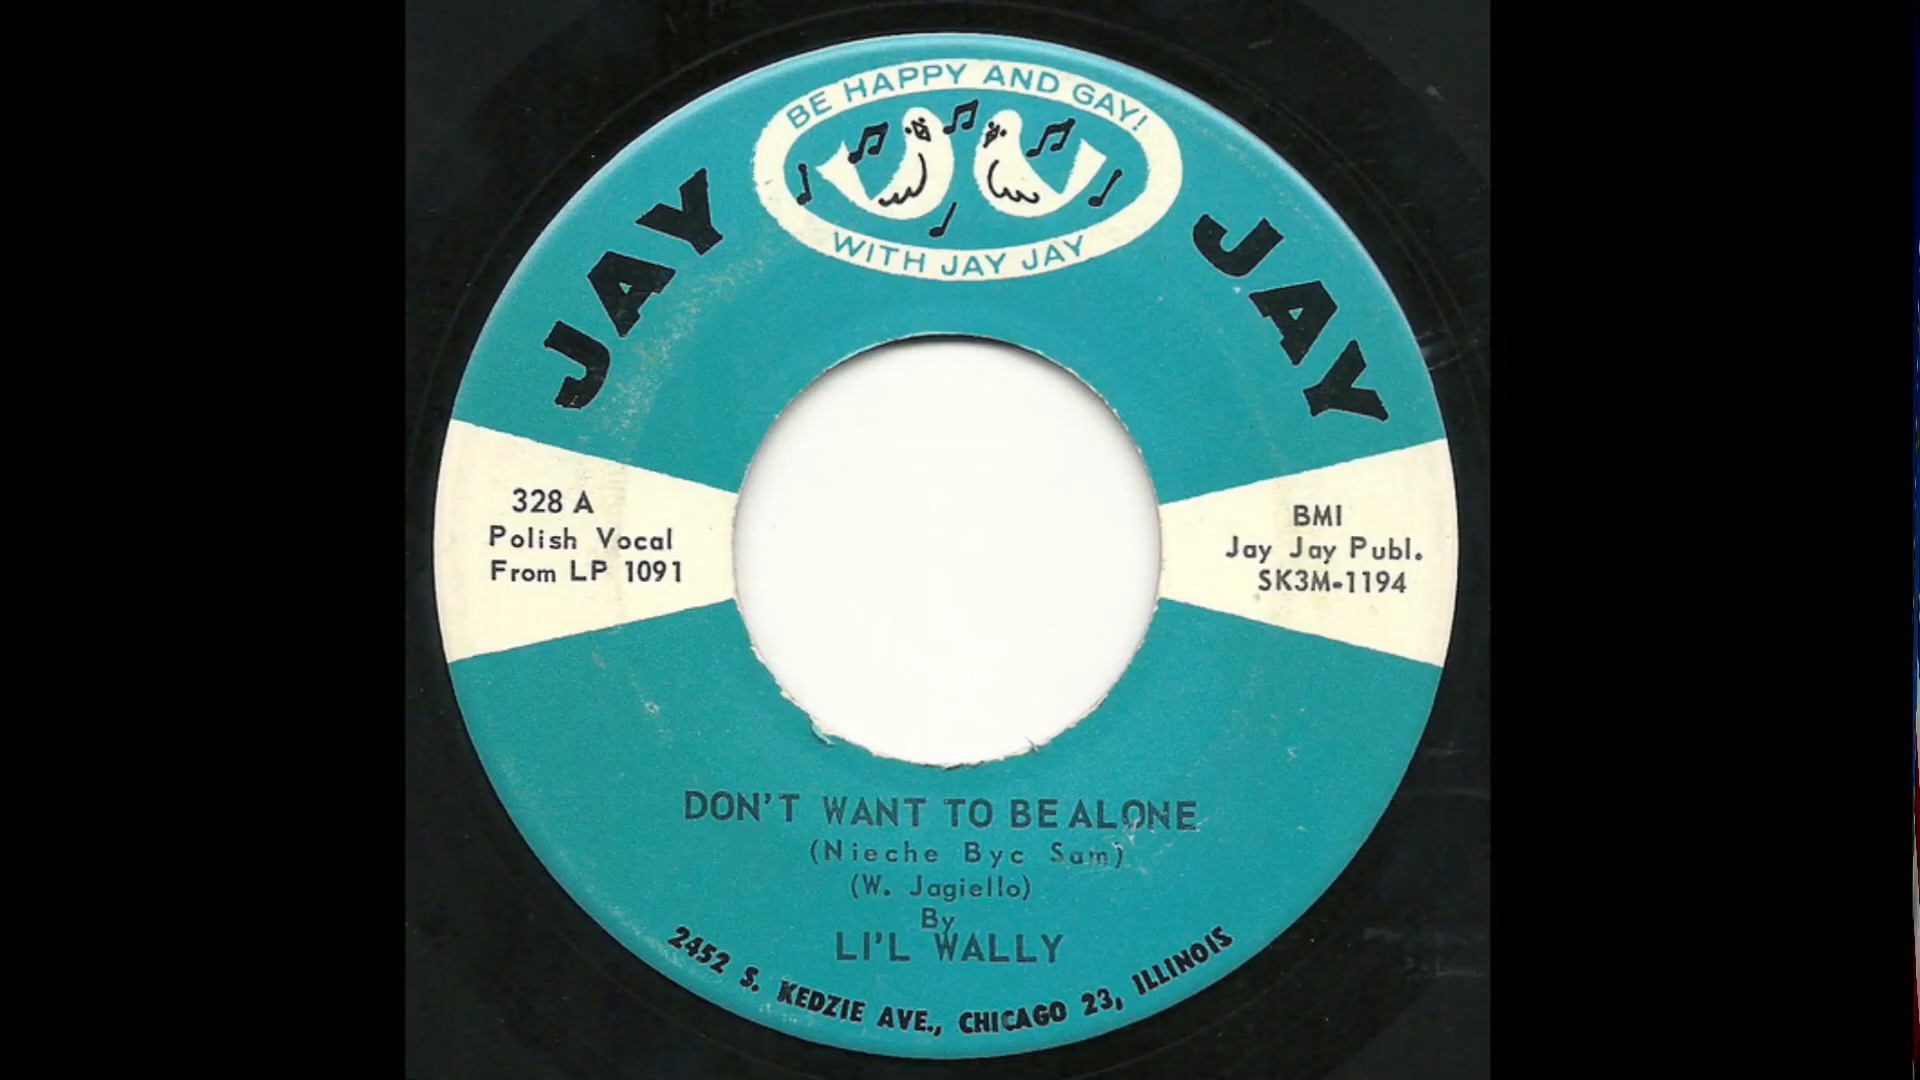 BE HAPPY AND GAY!
WITH JAY JAY
JAY JAY
328 A
Polish Vocal
From LP 1091
BMI
Jay Jay Publ.
SK3M-1194
DON'T WANT TO BE ALONE
(Nieche Byc Sam)
(W. Jagiello)
By
LI'L WALLY
2452 S. KEDZIE AVE., CHICAGO 23, ILLINOIS